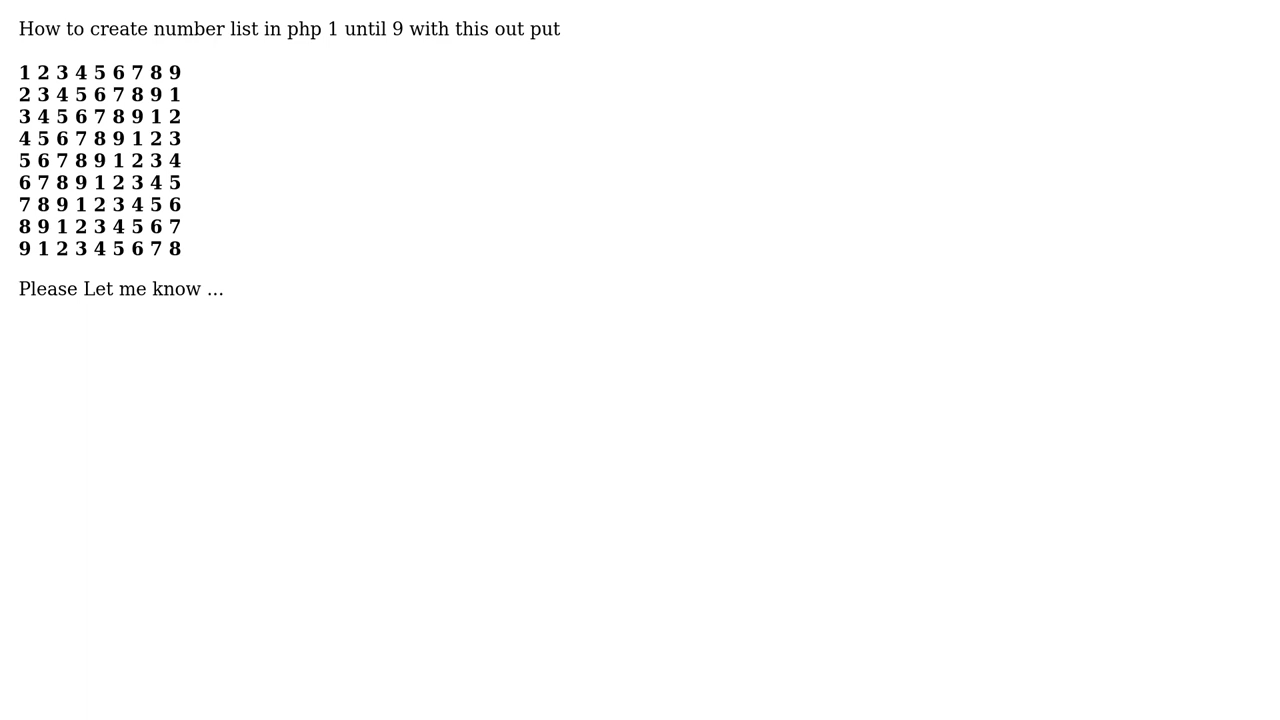 How to create number list in php 1 until 9 with this out put
1 2 3 4 5 6 7 8 9
2 3 4 5 6 7 8 9 1
3 4 5 6 7 8 9 1 2
4 5 6 7 8 9 1 2 3
5 6 7 8 9 1 2 3 4
6 7 8 9 1 2 3 4 5
7 8 9 1 2 3 4 5 6
8 9 1 2 3 4 5 6 7
9 1 2 3 4 5 6 7 8
Please Let me know ...